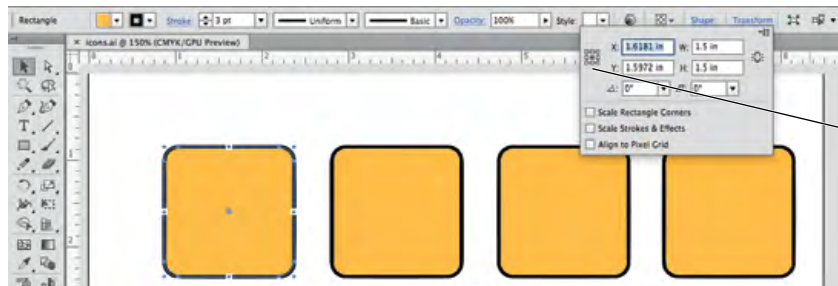 Rectangle Stroke: 3 pt Uniform Basic Opacity: 100% Style: Shape: Transform
× icons.ai @ 150% (CMYK/GPU Preview)
X: 1.6181 in W: 1.5 in
Y: 1.5972 in H: 1.5 in
0° 0°
Scale Rectangle Corners
Scale Strokes & Effects
Align to Pixel Grid